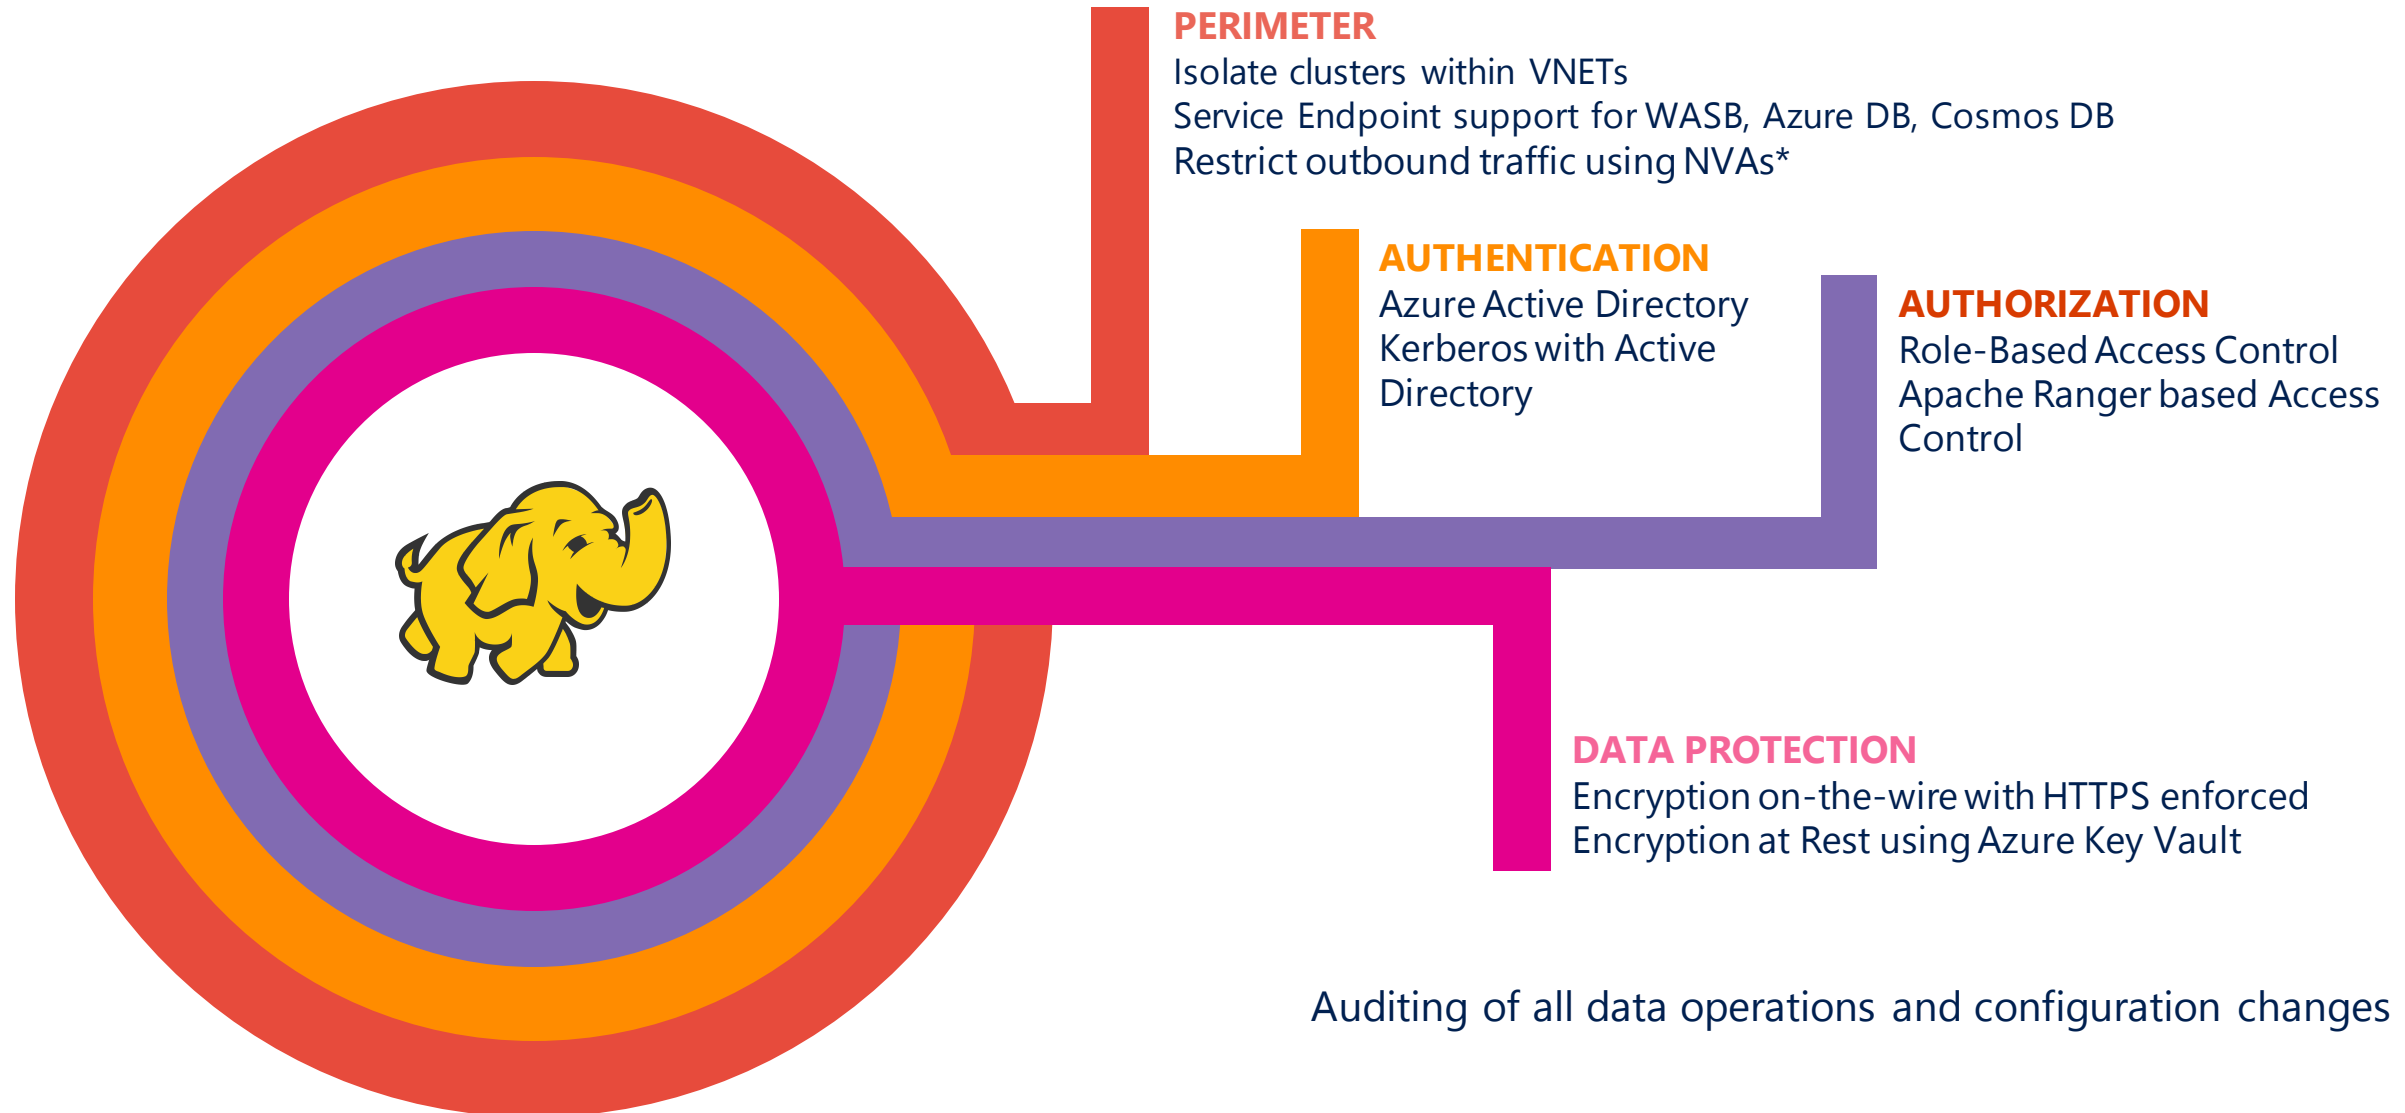 PERIMETER
Isolate clusters within VNETs
Service Endpoint support for WASB, Azure DB, Cosmos DB
Restrict outbound traffic using NVAs*
AUTHENTICATION
Azure Active Directory
Kerberos with Active
Directory
AUTHORIZATION
Role-Based Access Control
Apache Ranger based Access
Control
DATA PROTECTION
Encryption on-the-wire with HTTPS enforced
Encryption at Rest using Azure Key Vault
Auditing of all data operations and configuration changes